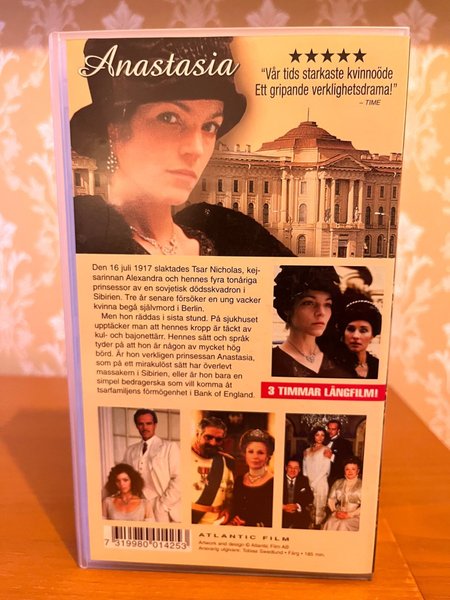 Anastasia
★★★★★
"Vår tids starkaste kvinnoöde
Ett gripande verklighetsdrama!"
– TIME
Den 16 juli 1917 slaktades Tsar Nicholas, kej-
sarinnan Alexandra och hennes fyra tonåriga
prinsessor av en sovjetisk dödsskvadron i
Sibirien. Tre år senare försöker en ung vacker
kvinna begå självmord i Berlin.
Men hon räddas i sista stund. På sjukhuset
upptäcker man att hennes kropp är täckt av
kul- och bajonettärr. Hennes sätt och språk
tyder på att hon är någon av mycket hög
börd. Är hon verkligen prinsessan Anastasia,
som på ett mirakulöst sätt har överlevt
massakern i Sibirien, eller är hon bara en
simpel bedragerska som vill komma åt
tsarfamiljens förmögenhet i Bank of England.
3 TIMMAR LÅNGFILM!
7 319980 014253
ATLANTIC FILM
Artwork and design © Atlantic Film AB
Ansvarig utgivare: Tobias Swedlund • Färg • 185 min.